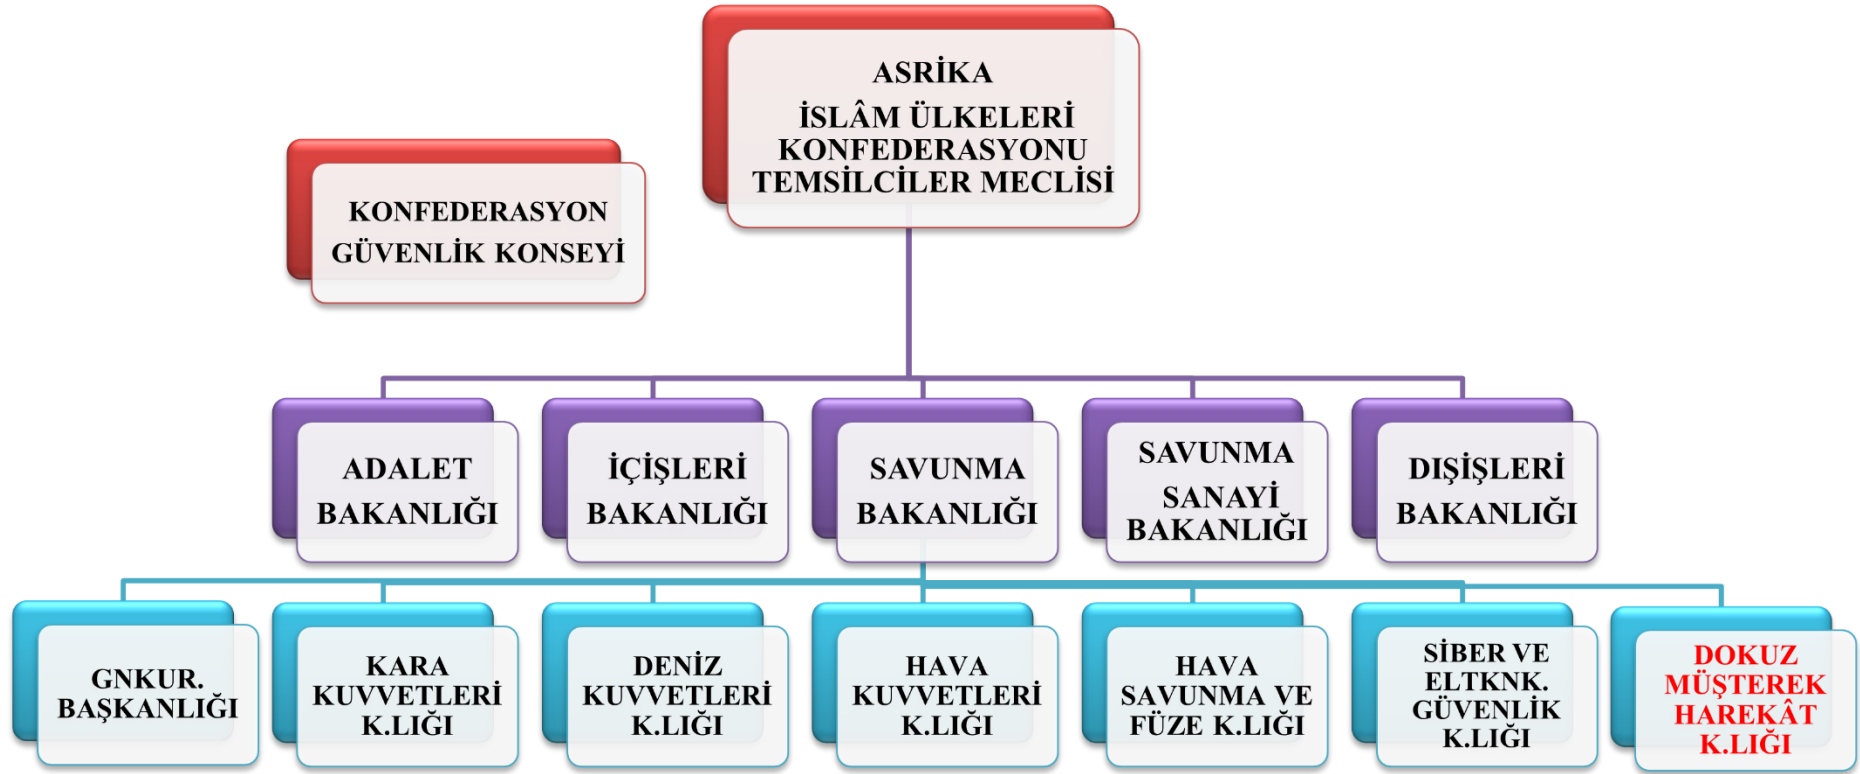 ASRİKA
İSLÂM ÜLKELERİ
KONFEDERASYONU
TEMSİLCİLER MECLİSİ
KONFEDERASYON
GÜVENLİK KONSEYİ
ADALET
BAKANLIĞI
İÇİŞLERİ
BAKANLIĞI
SAVUNMA
BAKANLIĞI
SAVUNMA
SANAYİ
BAKANLIĞI
DIŞİŞLERİ
BAKANLIĞI
GNKUR.
BAŞKANLIĞI
KARA
KUVVETLERİ
K.LIĞI
DENİZ
KUVVETLERİ
K.LIĞI
HAVA
KUVVETLERİ
K.LIĞI
HAVA
SAVUNMA VE
FÜZE K.LIĞI
SİBER VE
ELTKNK.
GÜVENLİK
K.LIĞI
DOKUZ
MÜŞTEREK
HAREKÂT
K.LIĞI